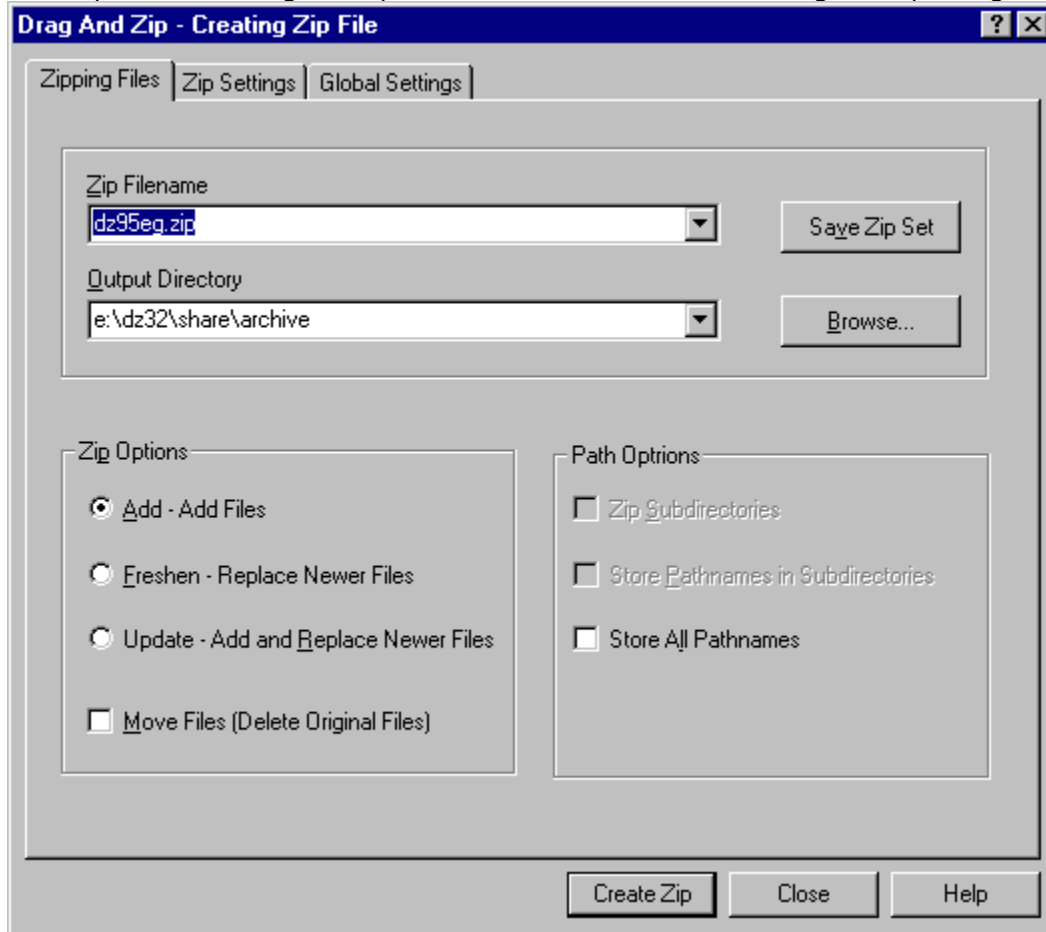 Drag And Zip - Creating Zip File
Zipping Files Zip Settings Global Settings
Zip Filename
dz95eg.zip
Save Zip Set
Output Directory
e:\dz32\share\archive
Browse...
Zip Options
Add - Add Files
Freshen - Replace Newer Files
Update - Add and Replace Newer Files
Move Files (Delete Original Files)
Path Optrions
Zip Subdirectories
Store Pathnames in Subdirectories
Store All Pathnames
Create Zip Close Help